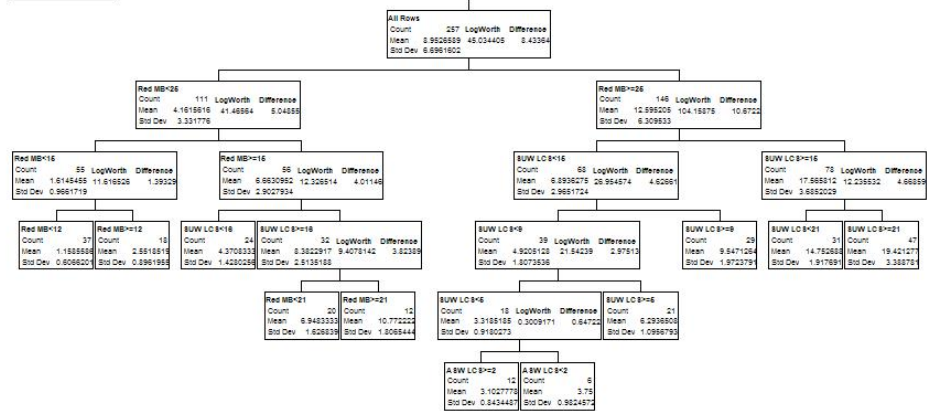 All Rows
Count 257 LogWorth Difference
Mean 8.9526589 45.034405 8.43364
Std Dev 6.6961602
Red MB<26
Count 111 LogWorth Difference
Mean 4.1615616 41.46564 5.04855
Std Dev 3.331776
Red MB>=26
Count 146 LogWorth Difference
Mean 12.595205 104.15875 10.6722
Std Dev 6.309533
Red MB<16
Count 55 LogWorth Difference
Mean 1.6145455 11.616526 1.39329
Std Dev 0.9661719
Red MB>=16
Count 56 LogWorth Difference
Mean 6.6630952 12.326514 4.01146
Std Dev 2.9027934
SUW LC S<16
Count 68 LogWorth Difference
Mean 6.8936275 26.954574 4.62661
Std Dev 2.9651724
SUW LC S>=16
Count 78 LogWorth Difference
Mean 17.565812 12.235532 4.66859
Std Dev 3.6852029
Red MB<12
Count 37
Mean 1.1585586
Std Dev 0.6066201
Red MB>=12
Count 18
Mean 2.5518519
Std Dev 0.8961955
SUW LC S<16
Count 24
Mean 4.3708333
Std Dev 1.4280256
SUW LC S>=16
Count 32 LogWorth Difference
Mean 8.3822917 9.4078142 3.82389
Std Dev 2.5135188
SUW LC S<9
Count 39 LogWorth Difference
Mean 4.9205128 21.54239 2.97513
Std Dev 1.8073536
SUW LC S>=9
Count 29
Mean 9.5471264
Std Dev 1.9723791
SUW LC S<21
Count 31
Mean 14.752688
Std Dev 1.917691
SUW LC S>=21
Count 47
Mean 19.421277
Std Dev 3.388781
Red MB<21
Count 20
Mean 6.9483333
Std Dev 1.626839
Red MB>=21
Count 12
Mean 10.772222
Std Dev 1.8065444
SUW LC S<6
Count 18 LogWorth Difference
Mean 3.3185185 0.3009171 0.64722
Std Dev 0.9180273
SUW LC S>=6
Count 21
Mean 6.2936508
Std Dev 1.0956793
ASW LC S>=2
Count 12
Mean 3.1027778
Std Dev 0.8434487
ASW LC S<2
Count 6
Mean 3.75
Std Dev 0.9824572